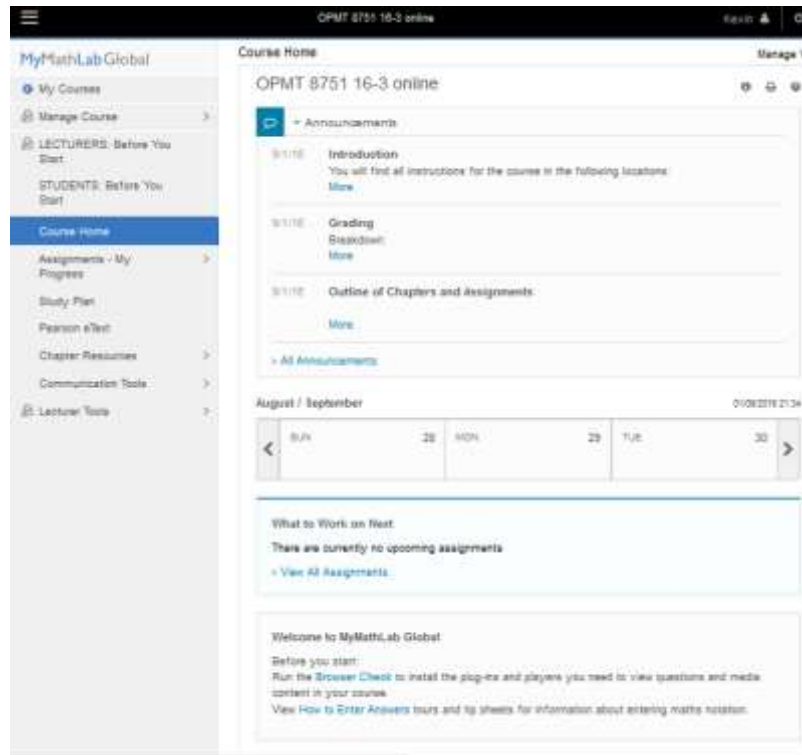 OPMT 8751 16-3 online
Kevin
MyMathLab Global
My Courses
Manage Course
LECTURERS: Before You
Start
STUDENTS: Before You
Start
Course Home
Assignments - My
Progress
Study Plan
Pearson eText
Chapter Resources
Communication Tools
Lecturer Tools
Course Home
Manage
OPMT 8751 16-3 online
Announcements
Introduction
You will find all instructions for the course in the following locations:
More
Grading
Breakdown:
More
Outline of Chapters and Assignments
More
All Announcements
August / September
SUN 28 MON 29 TUE 30
What to Work on Next
There are currently no upcoming assignments
View All Assignments
Welcome to MyMathLab Global
Before you start:
Run the Browser Check to install the plug-ins and players you need to view questions and media
content in your course.
View How to Enter Answers tours and tip sheets for information about entering maths notation.